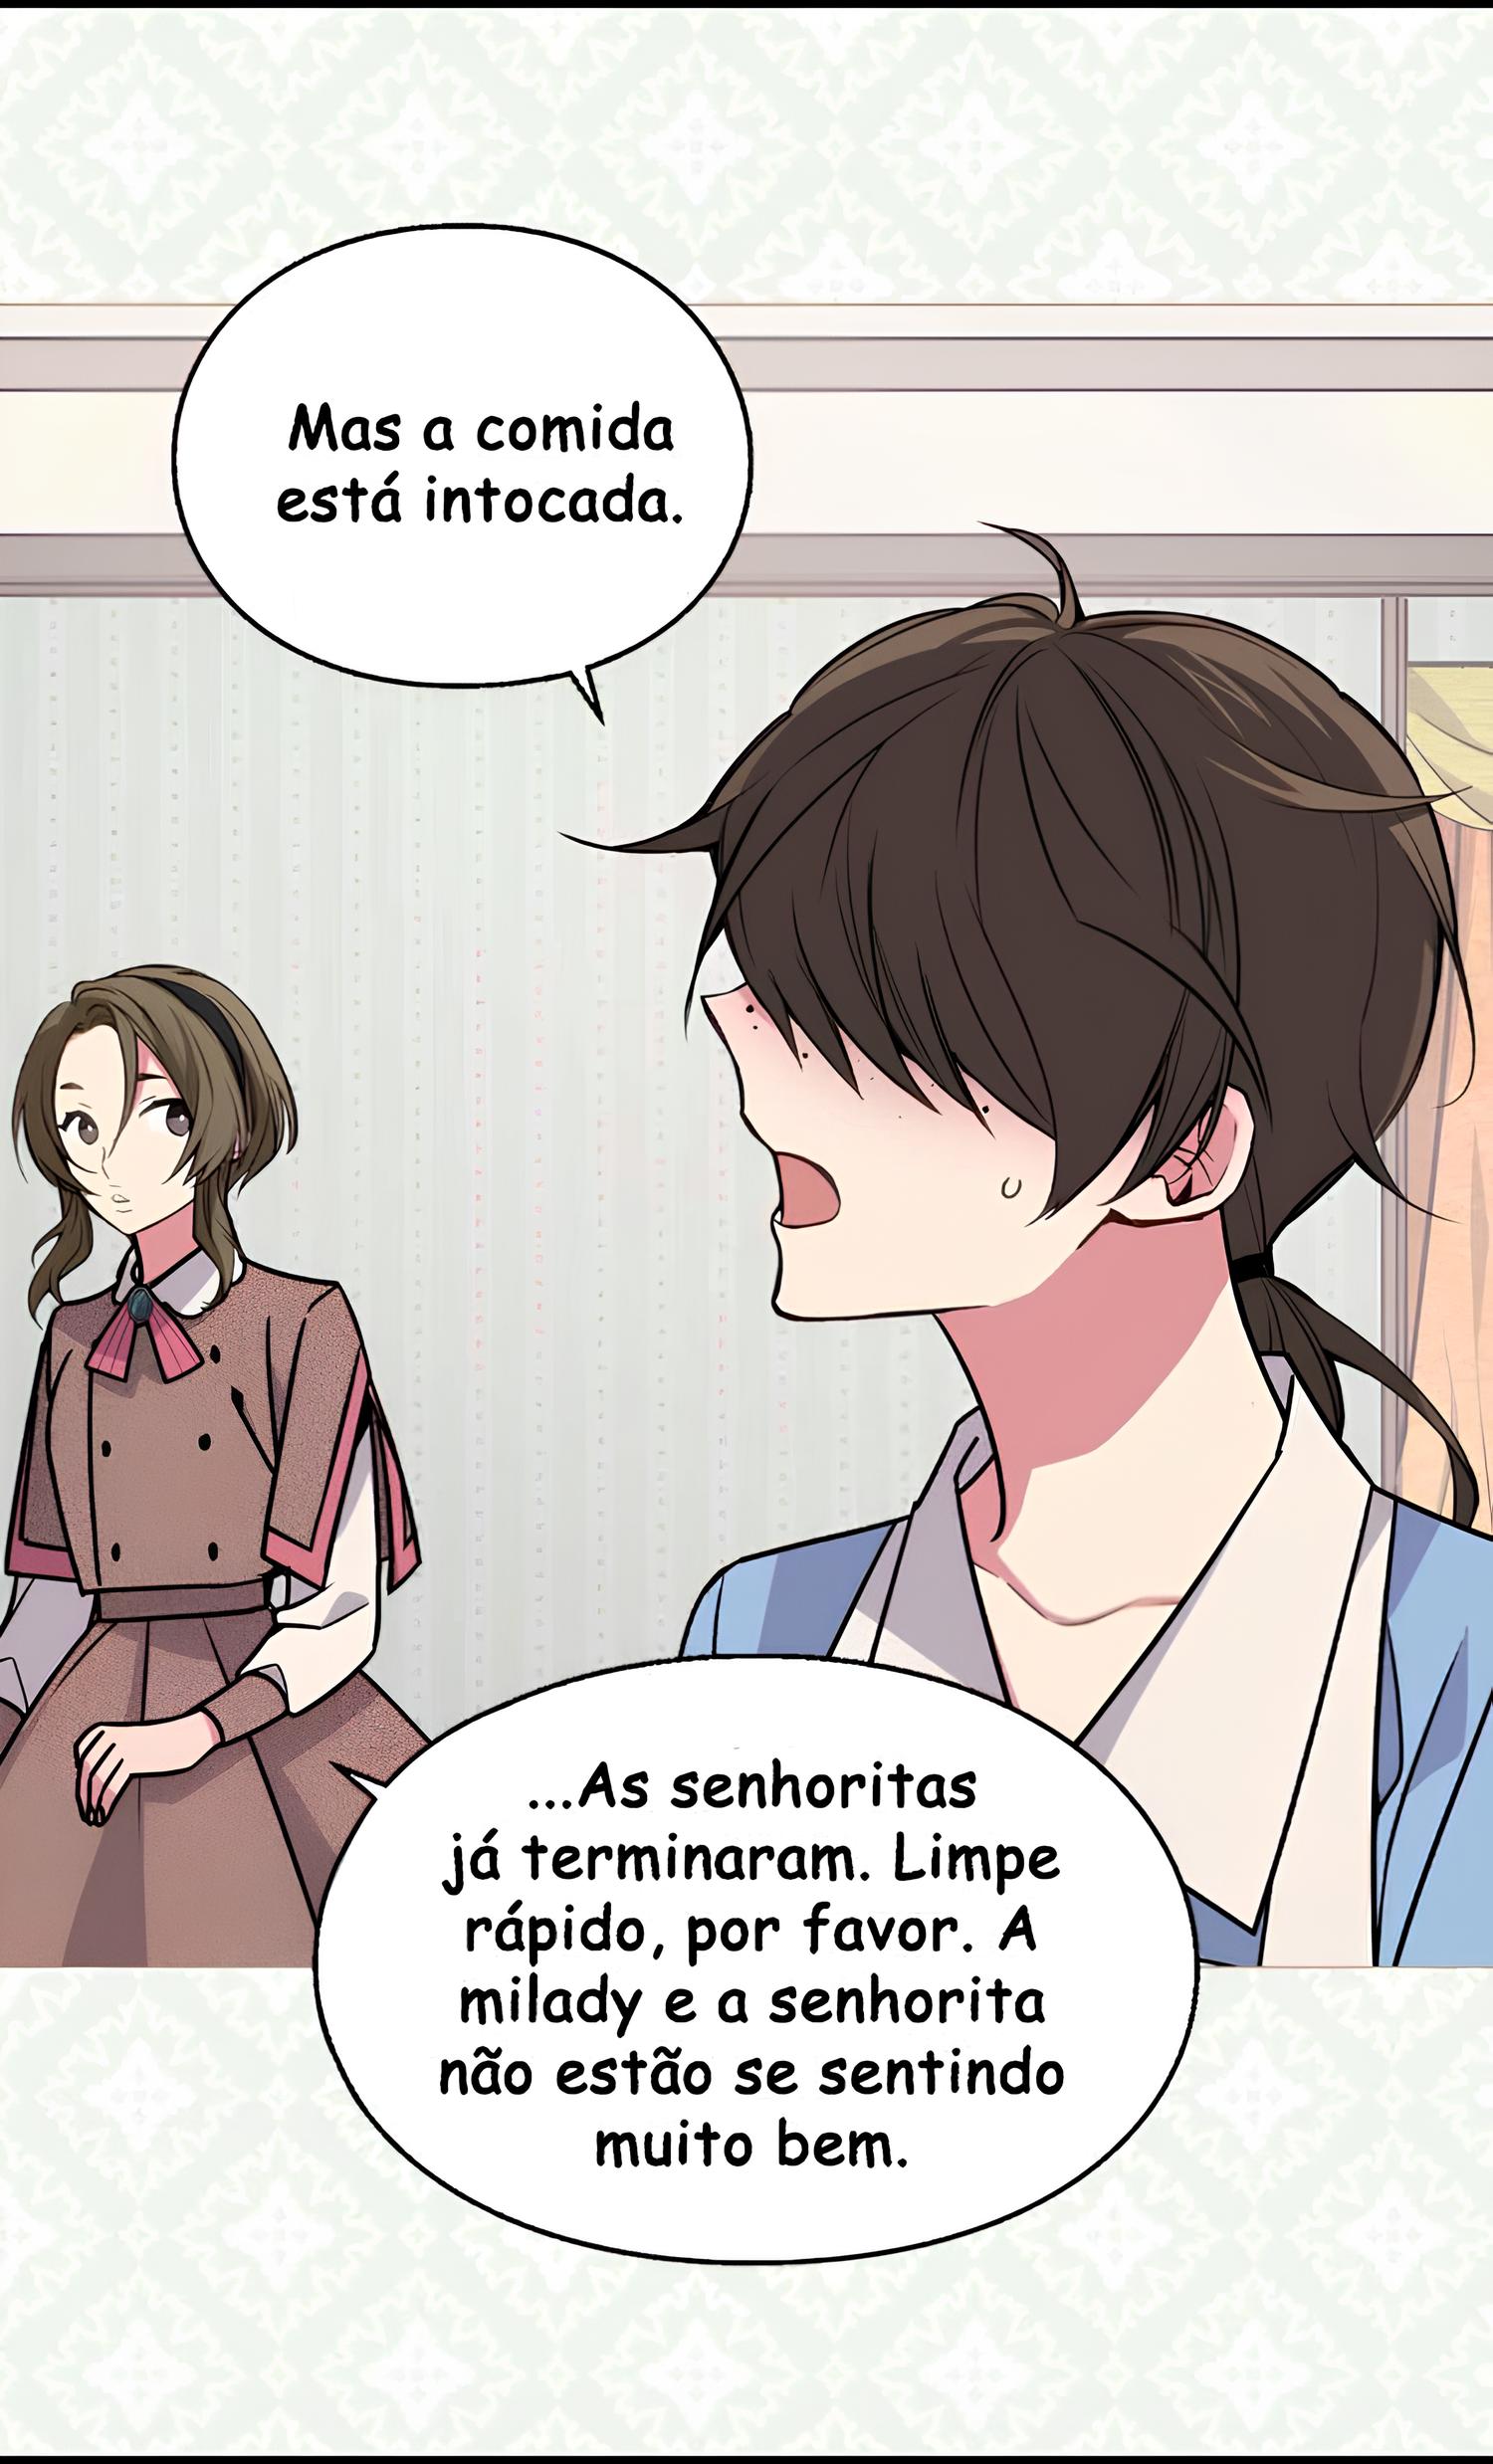 Mas a comida
está intocada.
...As senhoritas
já terminaram. Limpe
rápido, por favor. A
milady e a senhorita
não estão se sentindo
muito bem.